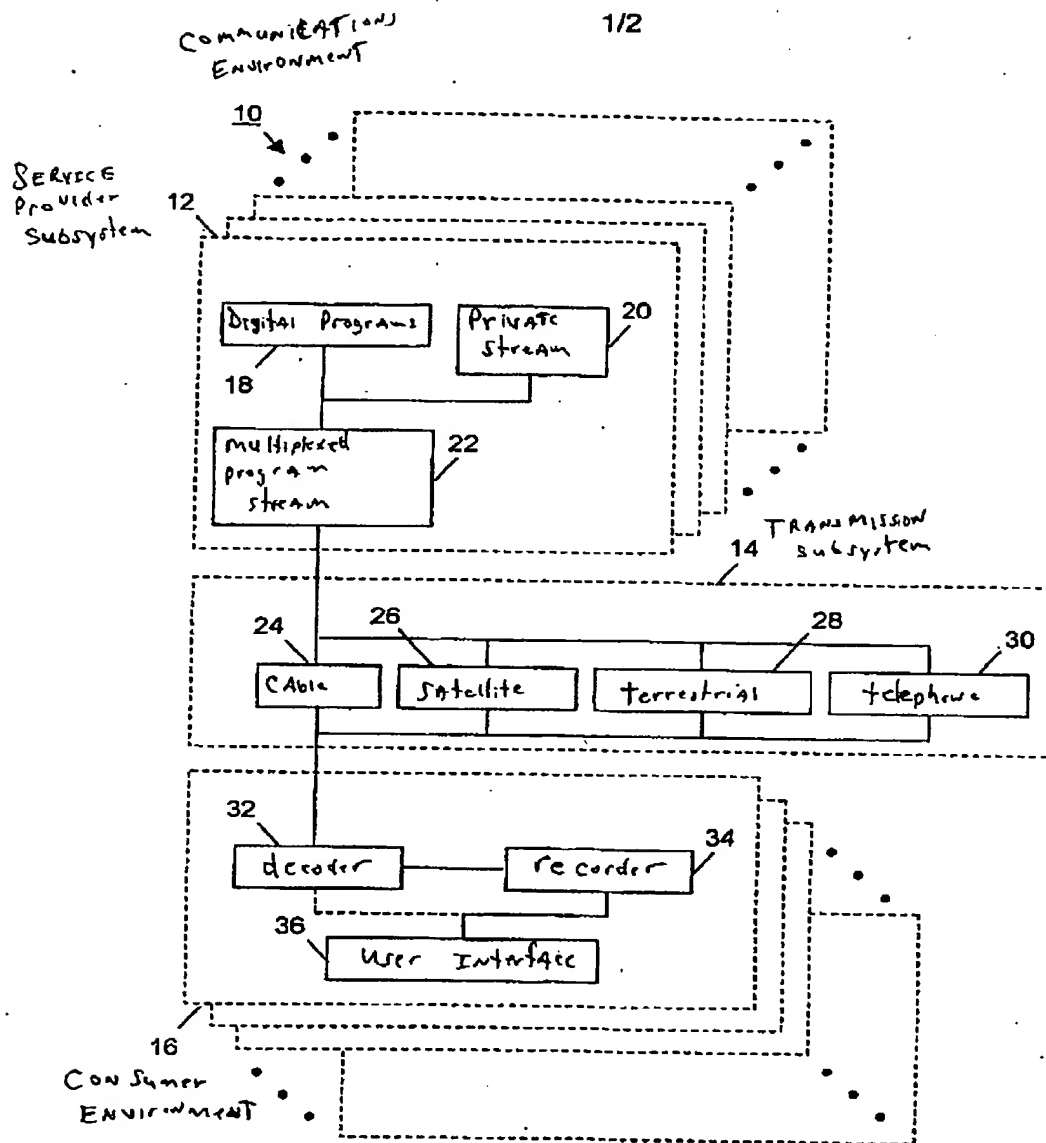 1/2
COMMUNICATIONS
ENVIRONMENT
10
SERVICE
Provider
Subsystem
12
Digital Programs
18
Private
Stream
20
Multiplexed
program
stream
22
TRANSMISSION
subsystem
14
24
CAble
26
SAtellite
28
terrestrial
30
telephone
32
decoder
recorder
34
36
User INterfAce
16
CONSumer
ENVIRONMENT